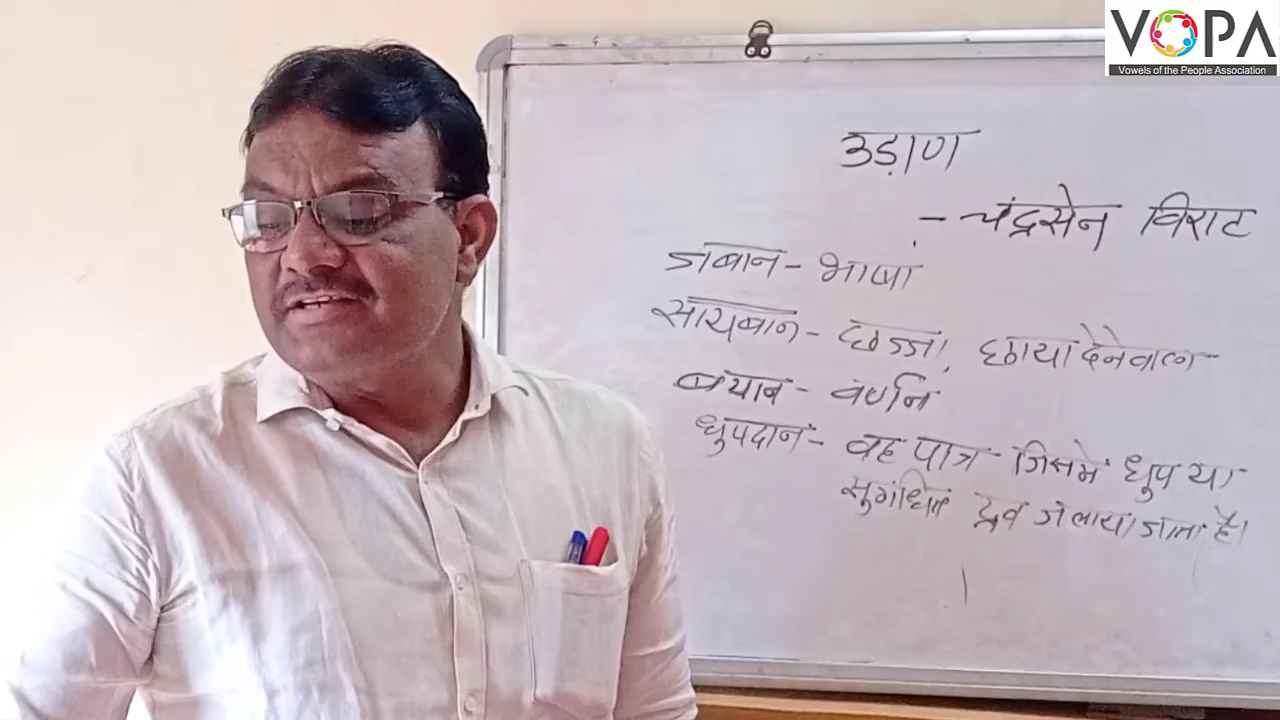 VOPA
Vowels of the People Association
उड़ाण
- चंद्रसेन विराट
जबान - भाषा
सायबान - छज्जा, छाया देनेवाला
बयान - वर्णन
धुपदान - वह पात्र जिसमें धुप या
सुगंधित द्रव जलाया जाता है।